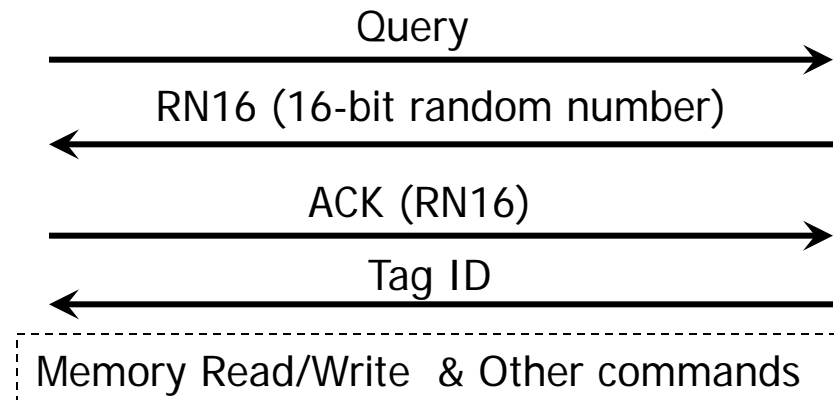 Query
RN16 (16-bit random number)
ACK (RN16)
Tag ID
Memory Read/Write & Other commands